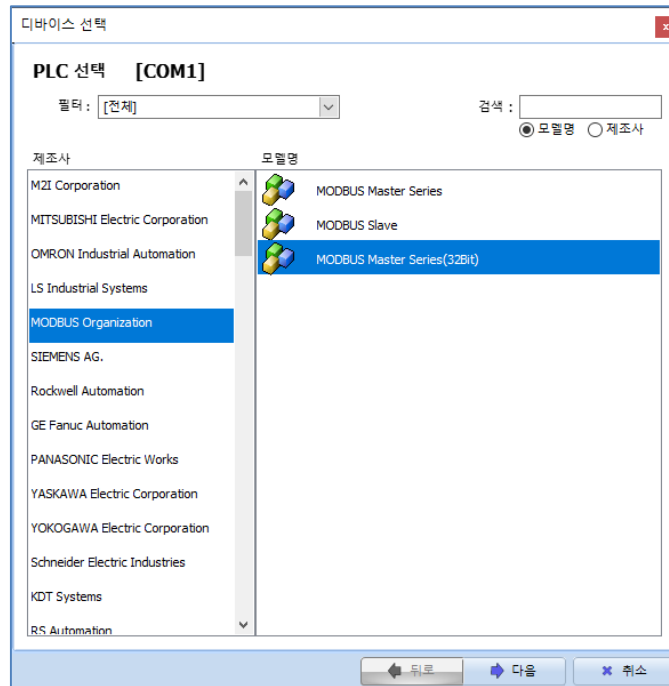 디바이스 선택
x
PLC 선택 [COM1]
필터 : [전체]
검색 :
모델명 제조사
제조사
모델명
M2I Corporation
MITSUBISHI Electric Corporation
OMRON Industrial Automation
LS Industrial Systems
MODBUS Organization
SIEMENS AG.
Rockwell Automation
GE Fanuc Automation
PANASONIC Electric Works
YASKAWA Electric Corporation
YOKOGAWA Electric Corporation
Schneider Electric Industries
KDT Systems
RS Automation
MODBUS Master Series
MODBUS Slave
MODBUS Master Series(32Bit)
뒤로 다음 취소